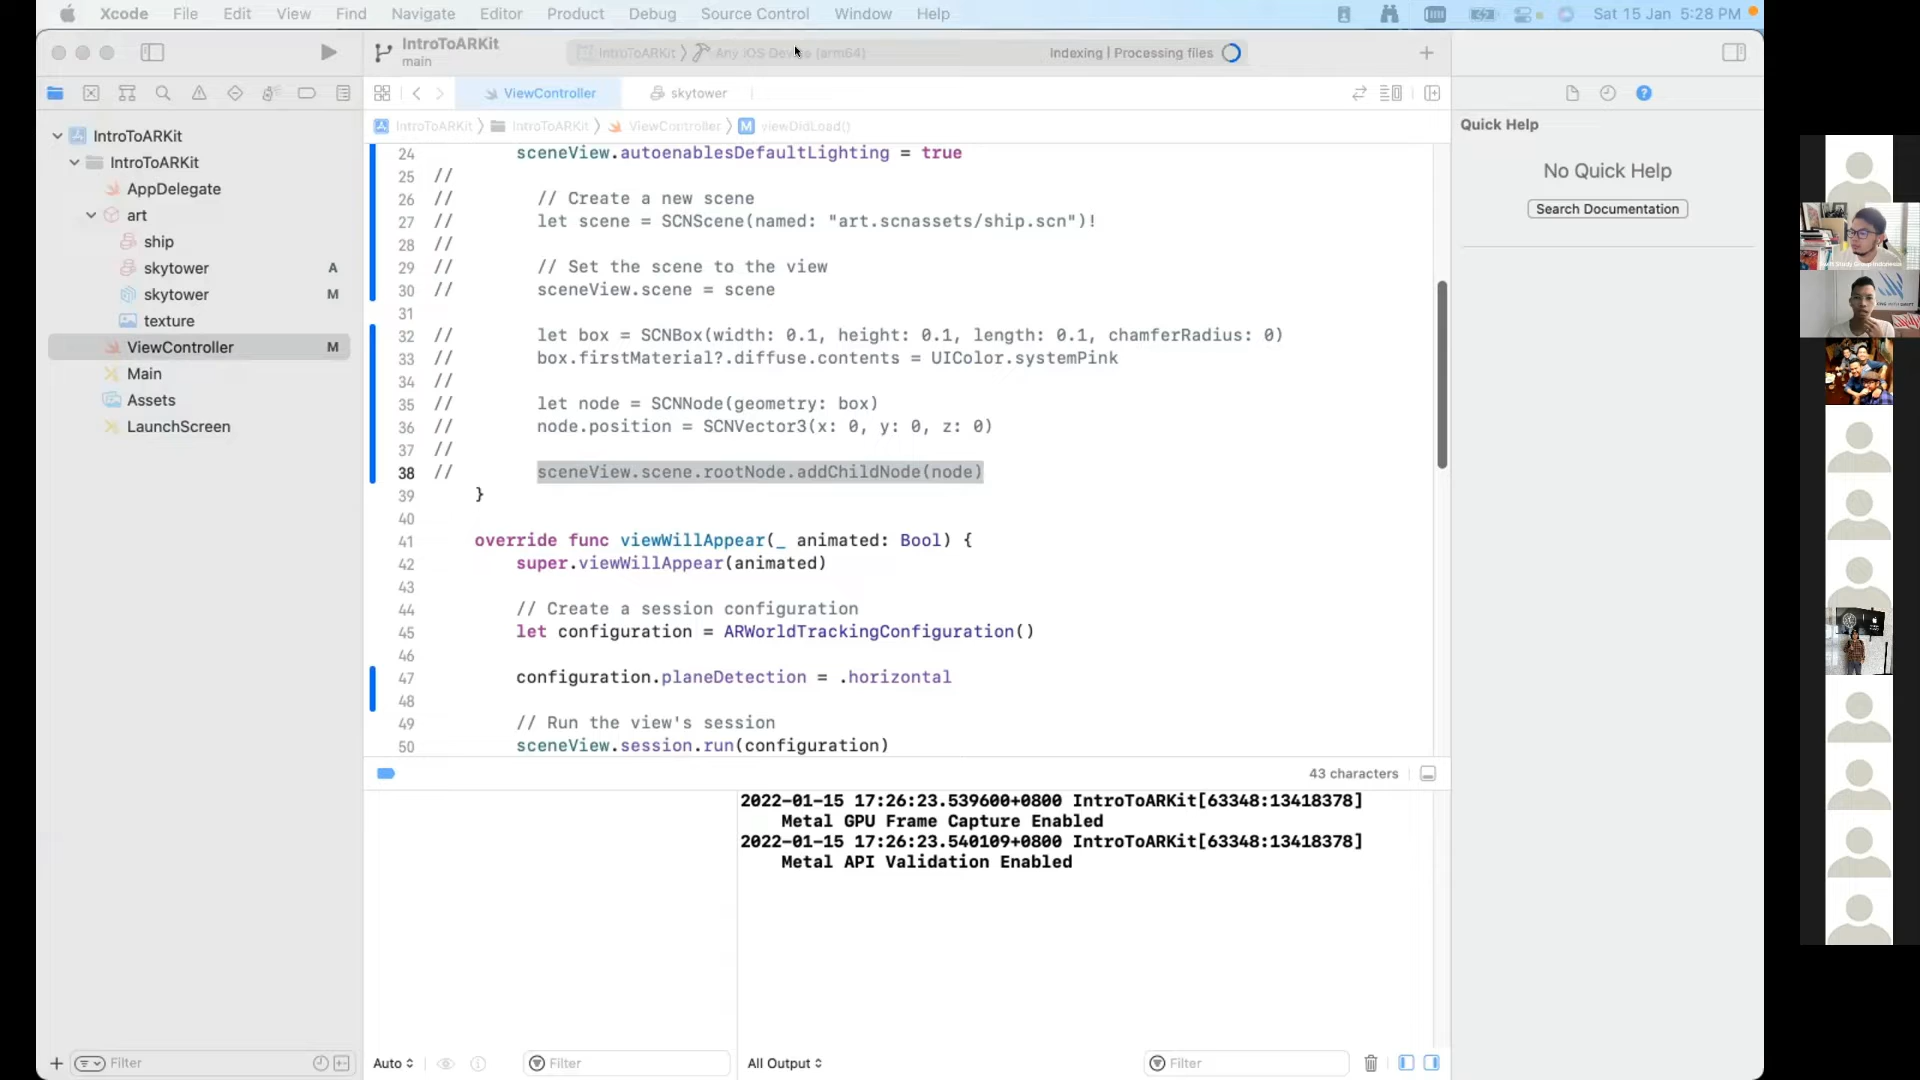 Xcode File Edit View Find Navigate Editor Product Debug Source Control Window Help Sat 15 Jan 5:28 PM
IntroToARKit
main
IntroToARKit Any iOS Device (arm64) Indexing | Processing files
ViewController skytower
IntroToARKit IntroToARKit ViewController M viewDidLoad()
IntroToARKit
IntroToARKit
AppDelegate
art
ship
skytower A
skytower M
texture
ViewController M
Main
Assets
LaunchScreen
24 sceneView.autoenablesDefaultLighting = true
25 //
26 // // Create a new scene
27 // let scene = SCNScene(named: "art.scnassets/ship.scn")!
28 //
29 // // Set the scene to the view
30 // sceneView.scene = scene
31
32 // let box = SCNBox(width: 0.1, height: 0.1, length: 0.1, chamferRadius: 0)
33 // box.firstMaterial?.diffuse.contents = UIColor.systemPink
34 //
35 // let node = SCNNode(geometry: box)
36 // node.position = SCNVector3(x: 0, y: 0, z: 0)
37 //
38 // sceneView.scene.rootNode.addChildNode(node)
39 }
40
41 override func viewWillAppear(_ animated: Bool) {
42 super.viewWillAppear(animated)
43
44 // Create a session configuration
45 let configuration = ARWorldTrackingConfiguration()
46
47 configuration.planeDetection = .horizontal
48
49 // Run the view's session
50 sceneView.session.run(configuration)
43 characters
2022-01-15 17:26:23.539600+0800 IntroToARKit[63348:13418378]
Metal GPU Frame Capture Enabled
2022-01-15 17:26:23.540109+0800 IntroToARKit[63348:13418378]
Metal API Validation Enabled
Filter
Auto
Filter
All Output
Filter
Quick Help
No Quick Help
Search Documentation